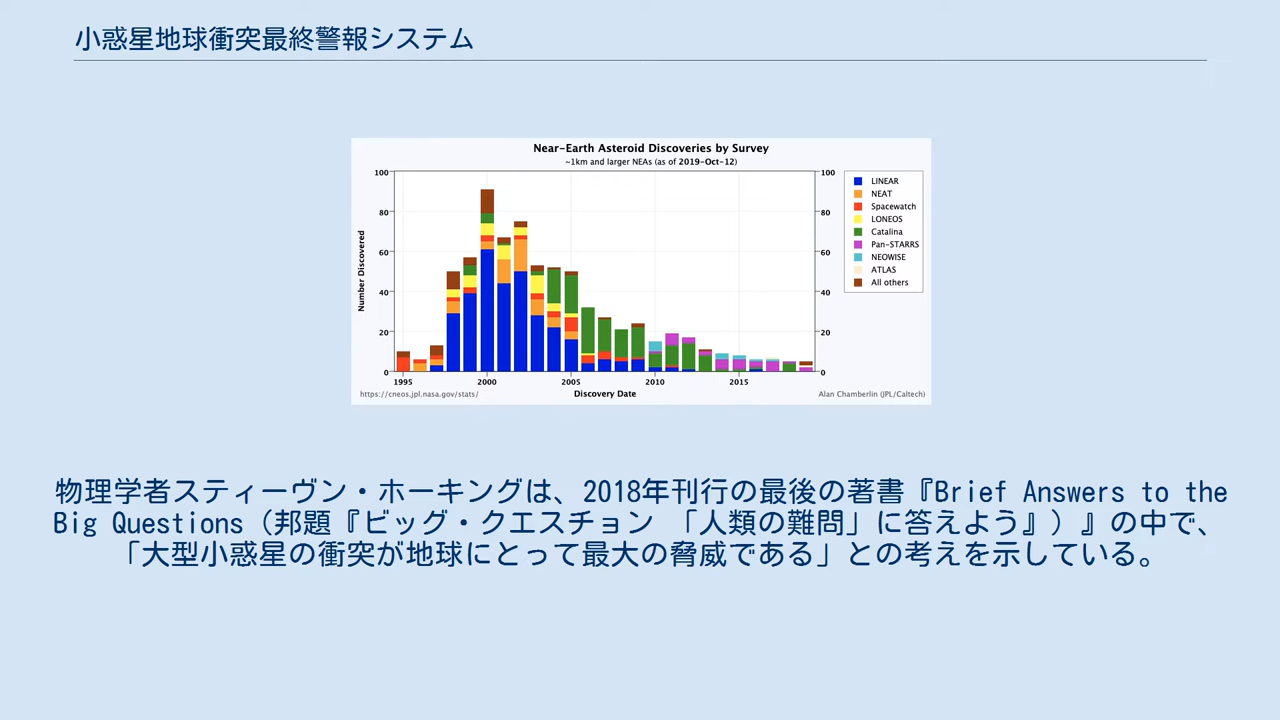 小惑星地球衝突最終警報システム
Near-Earth Asteroid Discoveries by Survey
~1km and larger NEAs (as of 2019-Oct-12)
Number Discovered
100
80
60
40
20
0
100
80
60
40
20
0
1995
2000
2005
2010
2015
Discovery Date
https://cneos.jpl.nasa.gov/stats/
Alan Chamberlin (JPL/Caltech)
LINEAR
NEAT
Spacewatch
LONEOS
Catalina
Pan-STARRS
NEOWISE
ATLAS
All others
物理学者スティーヴン・ホーキングは、2018年刊行の最後の著書『Brief Answers to the
Big Questions（邦題『ビッグ・クエスチョン 「人類の難問」に答えよう』）』の中で、
「大型小惑星の衝突が地球にとって最大の脅威である」との考えを示している。